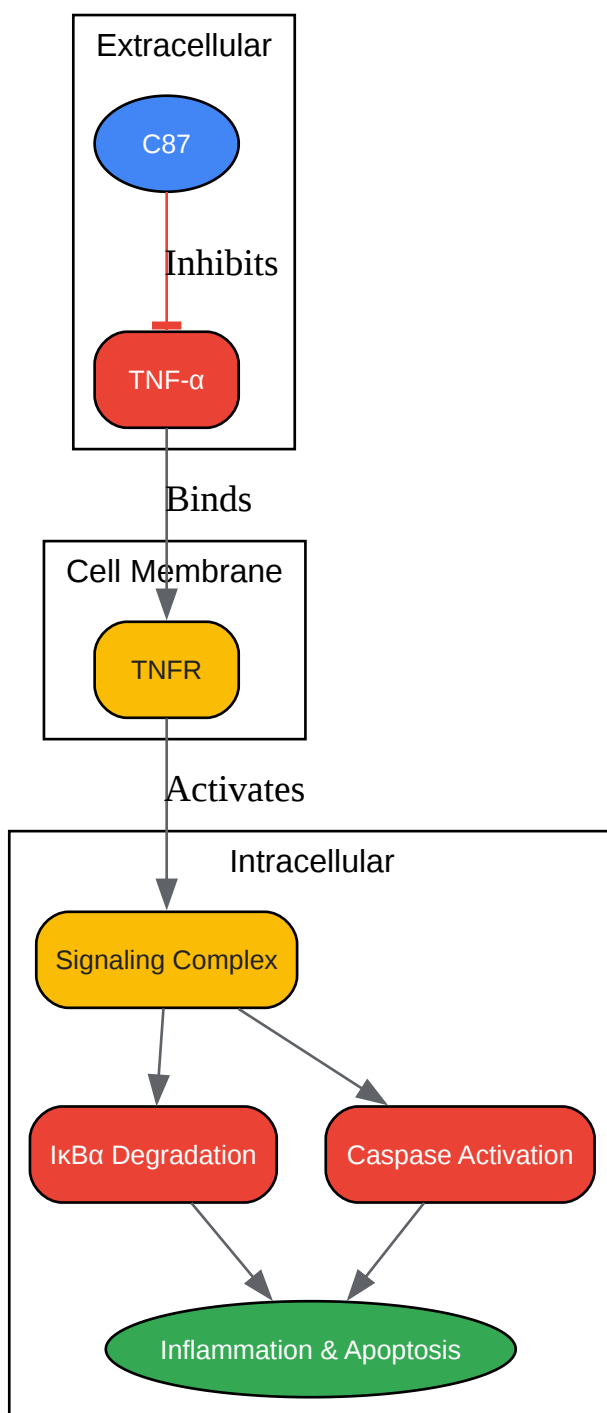 Extracellular
C87
Inhibits
TNF-α
Binds
Cell Membrane
TNFR
Activates
Intracellular
Signaling Complex
IκBα Degradation
Caspase Activation
Inflammation & Apoptosis